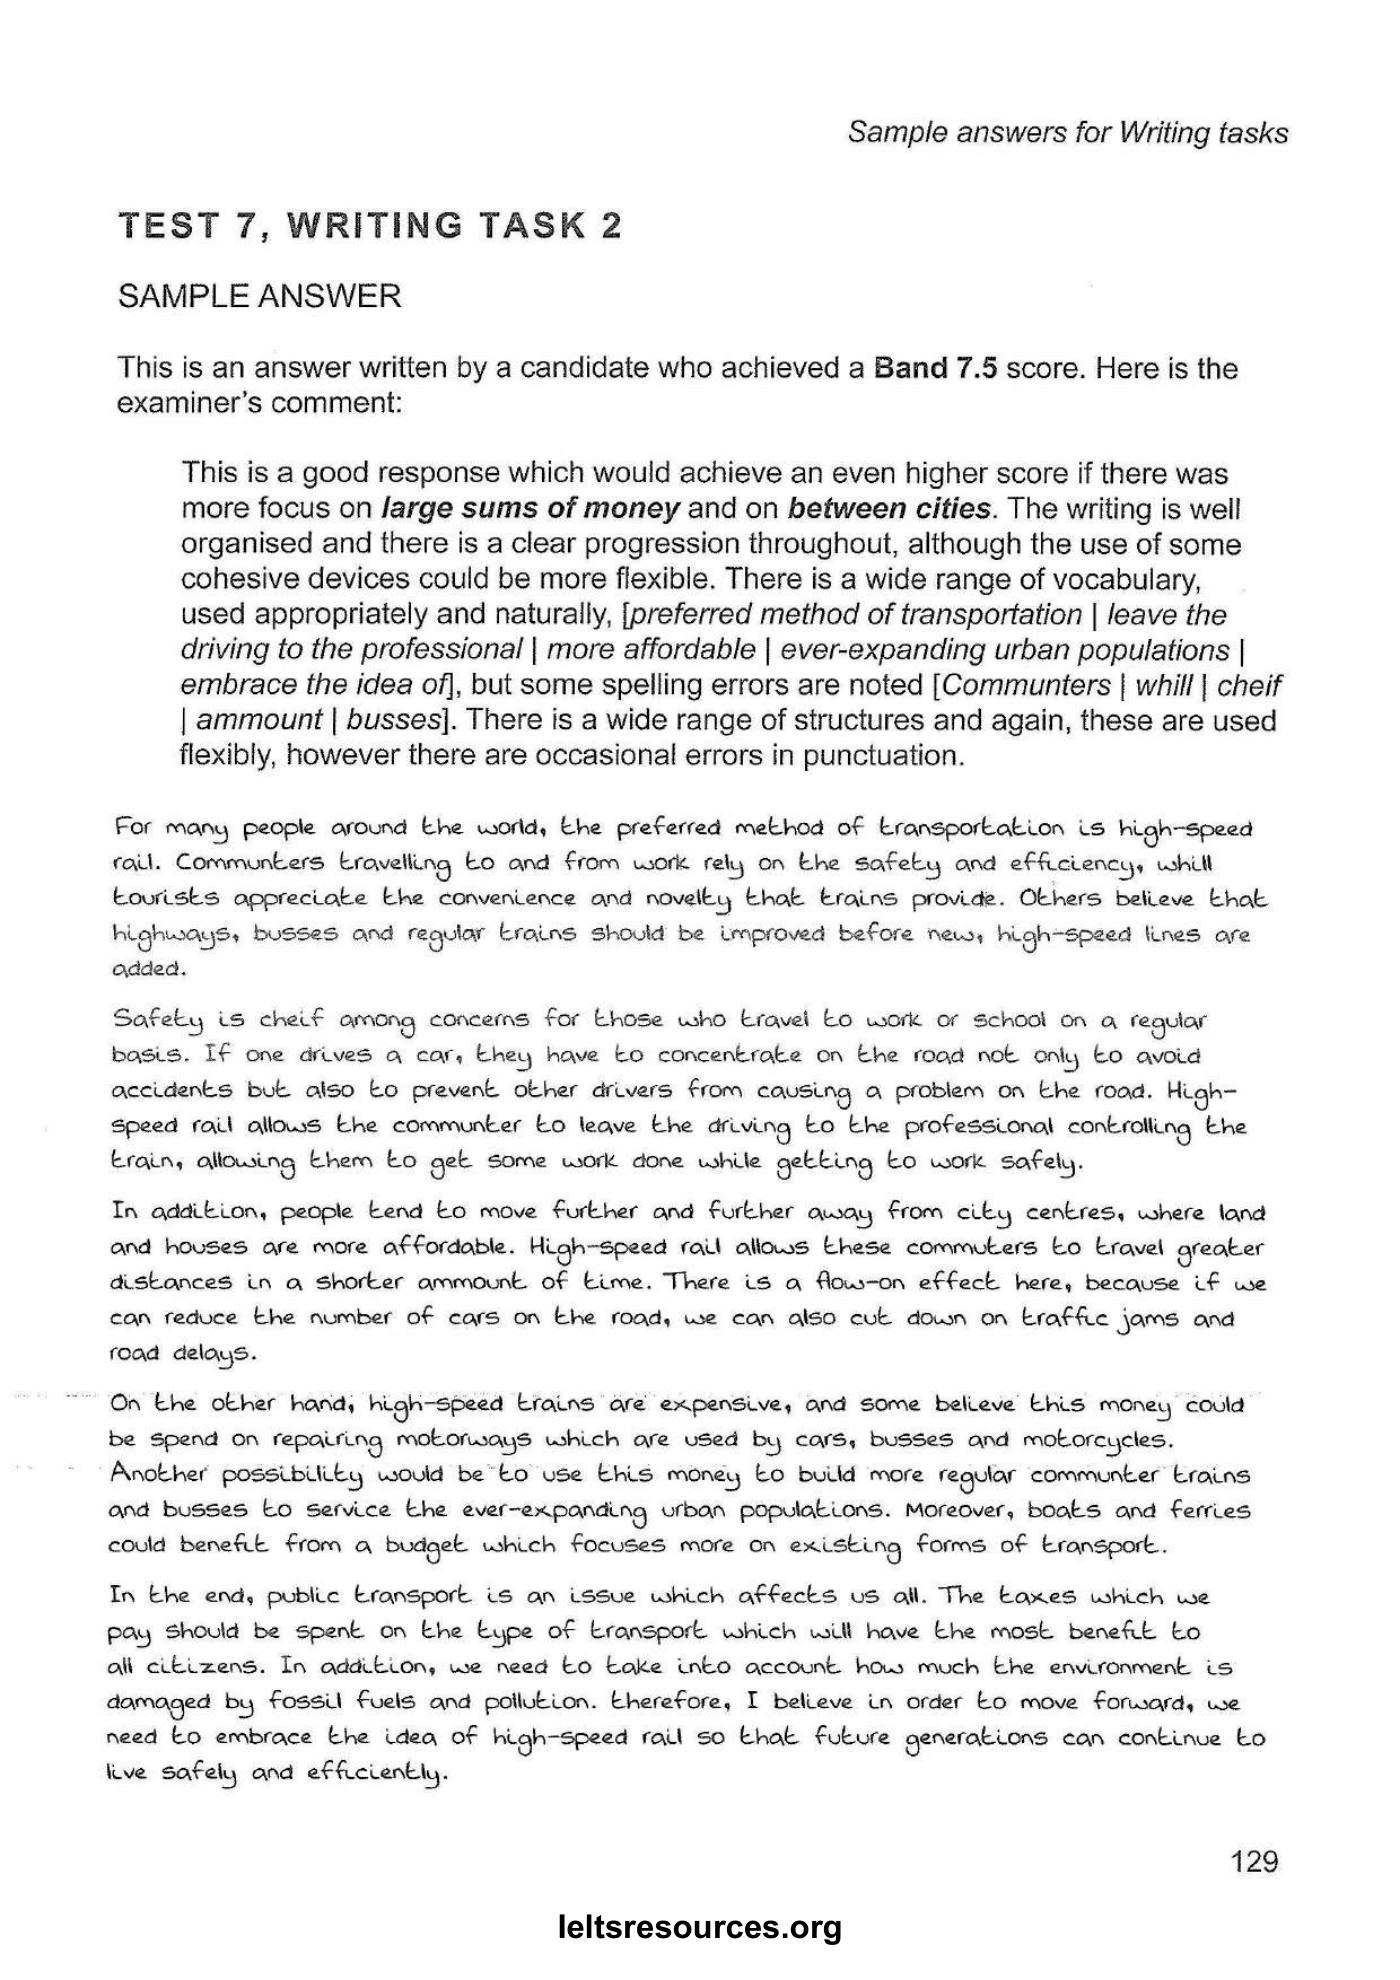 Sample answers for Writing tasks
TEST 7, WRITING TASK 2
SAMPLE ANSWER
This is an answer written by a candidate who achieved a Band 7.5 score. Here is the
examiner's comment:
This is a good response which would achieve an even higher score if there was
more focus on large sums of money and on between cities. The writing is well
organised and there is a clear progression throughout, although the use of some
cohesive devices could be more flexible. There is a wide range of vocabulary,
used appropriately and naturally, [preferred method of transportation | leave the
driving to the professional | more affordable | ever-expanding urban populations |
embrace the idea of], but some spelling errors are noted [Communters | whill | cheif
| ammount | busses]. There is a wide range of structures and again, these are used
flexibly, however there are occasional errors in punctuation.
For many people around the world, the preferred method of transportation is high-speed
rail. Communters travelling to and from work rely on the safety and efficiency, whill
tourists appreciate the convenience and novelty that trains provide. Others believe that
highways, busses and regular trains should be improved before new, high-speed lines are
added.
Safety is cheif among concerns for those who travel to work or school on a regular
basis. If one drives a car, they have to concentrate on the road not only to avoid
accidents but also to prevent other drivers from causing a problem on the road. High-
speed rail allows the communter to leave the driving to the professional controlling the
train, allowing them to get some work done while getting to work safely.
In addition, people tend to move further and further away from city centres, where land
and houses are more affordable. High-speed rail allows these commuters to travel greater
distances in a shorter ammount of time. There is a flow-on effect here, because if we
can reduce the number of cars on the road, we can also cut down on traffic jams and
road delays.
On the other hand, high-speed trains are expensive, and some believe this money could
be spend on repairing motorways which are used by cars, busses and motorcycles.
Another possibility would be to use this money to build more regular communter trains
and busses to service the ever-expanding urban populations. Moreover, boats and ferries
could benefit from a budget which focuses more on existing forms of transport.
In the end, public transport is an issue which affects us all. The taxes which we
pay should be spent on the type of transport which will have the most benefit to
all citizens. In addition, we need to take into account how much the environment is
damaged by fossil fuels and pollution. therefore, I believe in order to move forward, we
need to embrace the idea of high-speed rail so that future generations can continue to
live safely and efficiently.
129
Ieltsresources.org